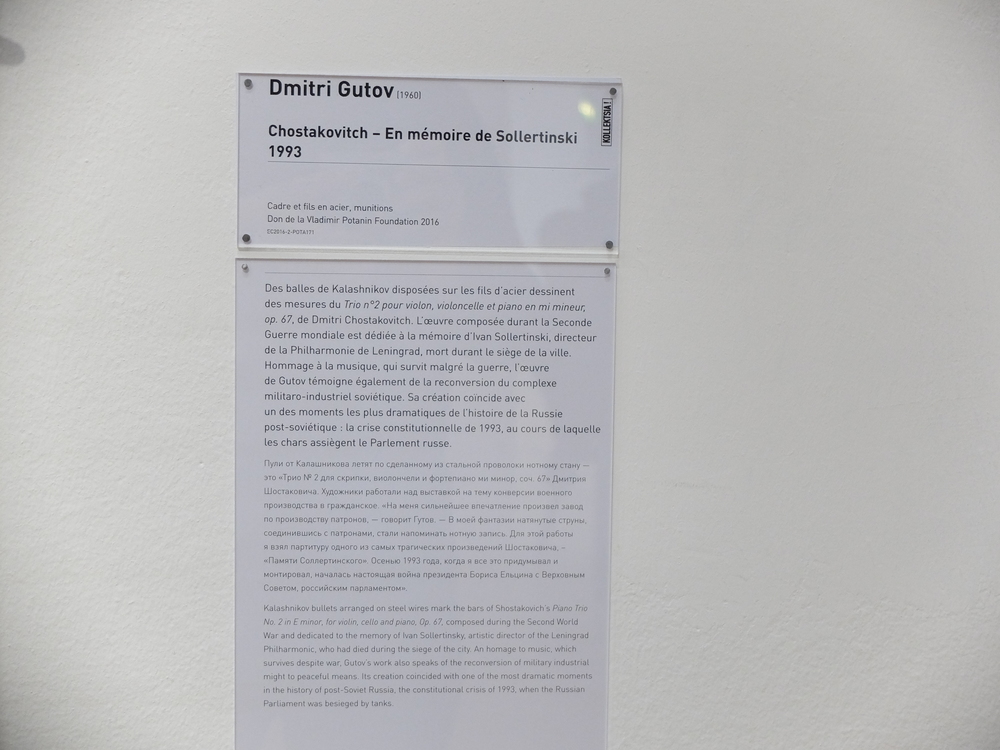 Dmitri Gutov (1960)
KOLLEKTSIA!
Chostakovitch – En mémoire de Sollertinski
1993
Cadre et fils en acier, munitions
Don de la Vladimir Potanin Foundation 2016
SC2016-2-POTA171
Des balles de Kalashnikov disposées sur les fils d'acier dessinent
des mesures du Trio n°2 pour violon, violoncelle et piano en mi mineur,
op. 67, de Dmitri Chostakovitch. L'œuvre composée durant la Seconde
Guerre mondiale est dédiée à la mémoire d'Ivan Sollertinski, directeur
de la Philharmonie de Leningrad, mort durant le siège de la ville.
Hommage à la musique, qui survit malgré la guerre, l'œuvre
de Gutov témoigne également de la reconversion du complexe
militaro-industriel soviétique. Sa création coïncide avec
un des moments les plus dramatiques de l'histoire de la Russie
post-soviétique : la crise constitutionnelle de 1993, au cours de laquelle
les chars assiègent le Parlement russe.
Пули от Калашникова летят по сделанному из стальной проволоки нотному стану —
это «Трио № 2 для скрипки, виолончели и фортепиано ми минор, соч. 67» Дмитрия
Шостаковича. Художники работали над выставкой на тему конверсии военного
производства в гражданское. «На меня сильнейшее впечатление произвел завод
по производству патронов, — говорит Гутов. — В моей фантазии натянутые струны,
соединившись с патронами, стали напоминать нотную запись. Для этой работы
я взял партитуру одного из самых трагических произведений Шостаковича, –
«Памяти Соллертинского». Осенью 1993 года, когда я все это придумывал и
монтировал, началась настоящая война президента Бориса Ельцина с Верховным
Советом, российским парламентом».
Kalashnikov bullets arranged on steel wires mark the bars of Shostakovich's Piano Trio
No. 2 in E minor, for violin, cello and piano, Op. 67, composed during the Second World
War and dedicated to the memory of Ivan Sollertinsky, artistic director of the Leningrad
Philharmonic, who had died during the siege of the city. An homage to music, which
survives despite war, Gutov's work also speaks of the reconversion of military industrial
might to peaceful means. Its creation coincided with one of the most dramatic moments
in the history of post-Soviet Russia, the constitutional crisis of 1993, when the Russian
Parliament was besieged by tanks.